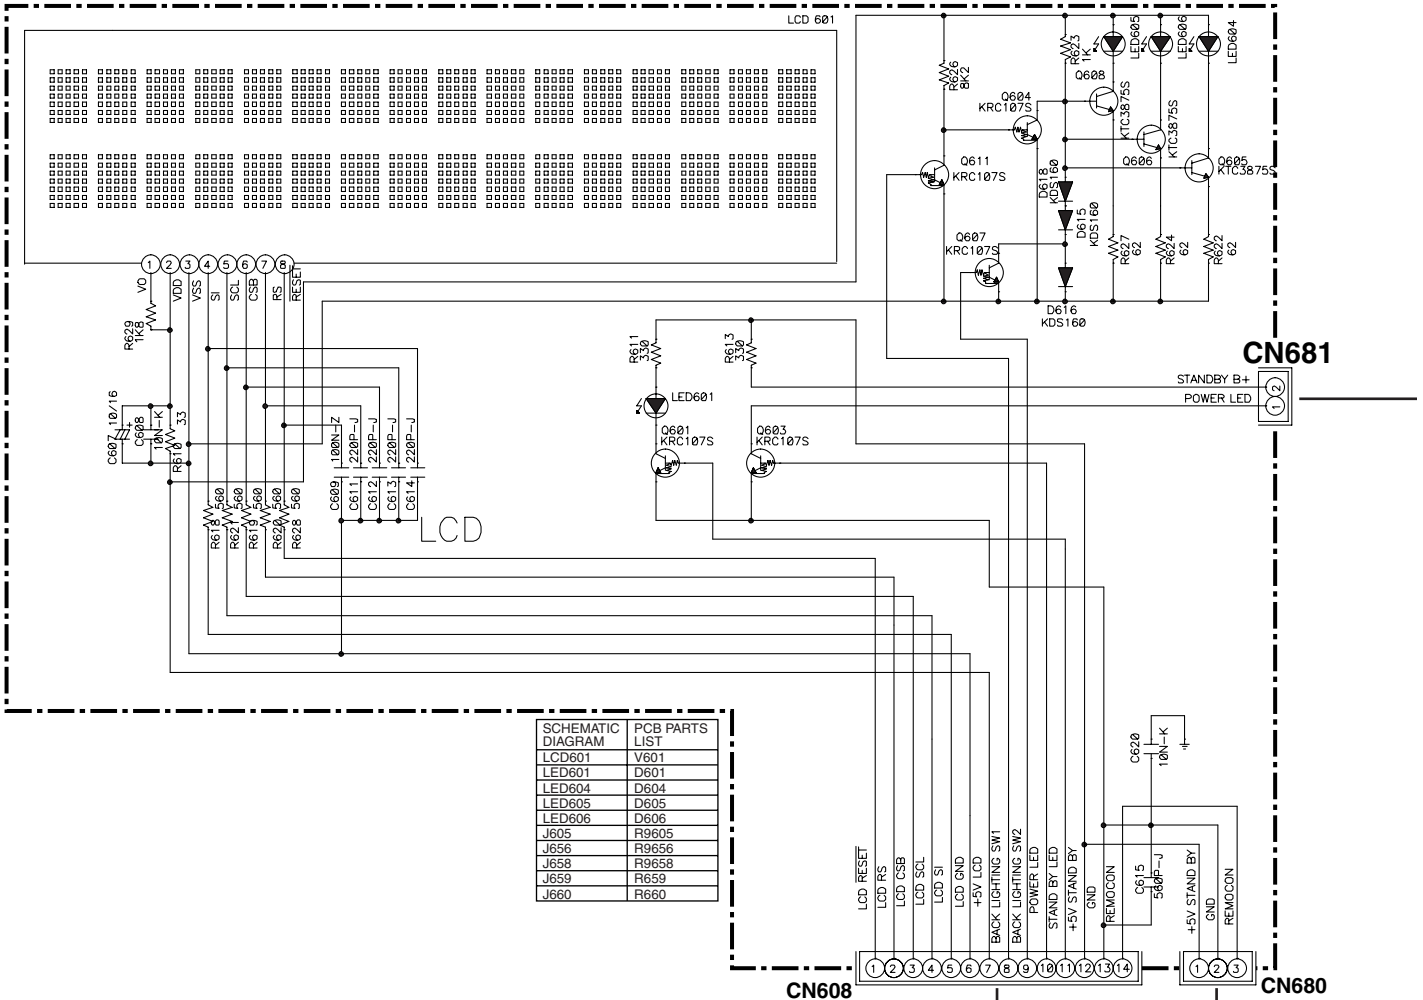 LCD 601
1 2 3 4 5 6 7 8
VO
VDD
VSS
SI
SCL
CSB
RS
RESET
R629
1K8
C607 10/16
+
C608
10N-K
R610
33
R618 560
R621 560
R619 560
R620 560
R628 560
C609 100N-Z
C611 220P-J
C612 220P-J
C613 220P-J
C614 220P-J
LCD
R626
8K2
R623
1K
LED605
LED606
LED604
Q608
KTC3875S
Q604
KRC107S
Q611
KRC107S
Q606
KTC3875S
Q605
KTC3875S
D618
KDS160
D615
KDS160
Q607
KRC107S
D616
KDS160
R627
62
R624
62
R622
62
R611
330
R613
330
LED601
Q601
KRC107S
Q603
KRC107S
CN681
STANDBY B+ 2
POWER LED 1
SCHEMATIC DIAGRAM PCB PARTS LIST
LCD601 V601
LED601 D601
LED604 D604
LED605 D605
LED606 D606
J605 R9605
J656 R9656
J658 R9658
J659 R659
J660 R660
C620
10N-K
C615
560P-J
LCD RESET
LCD RS
LCD CSB
LCD SCL
LCD SI
LCD GND
+5V LCD
BACK LIGHTING SW1
BACK LIGHTING SW2
POWER LED
STAND BY LED
+5V STAND BY
GND
REMOCON
+5V STAND BY
GND
REMOCON
1 2 3 4 5 6 7 8 9 10 11 12 13 14
1 2 3
CN608
CN680